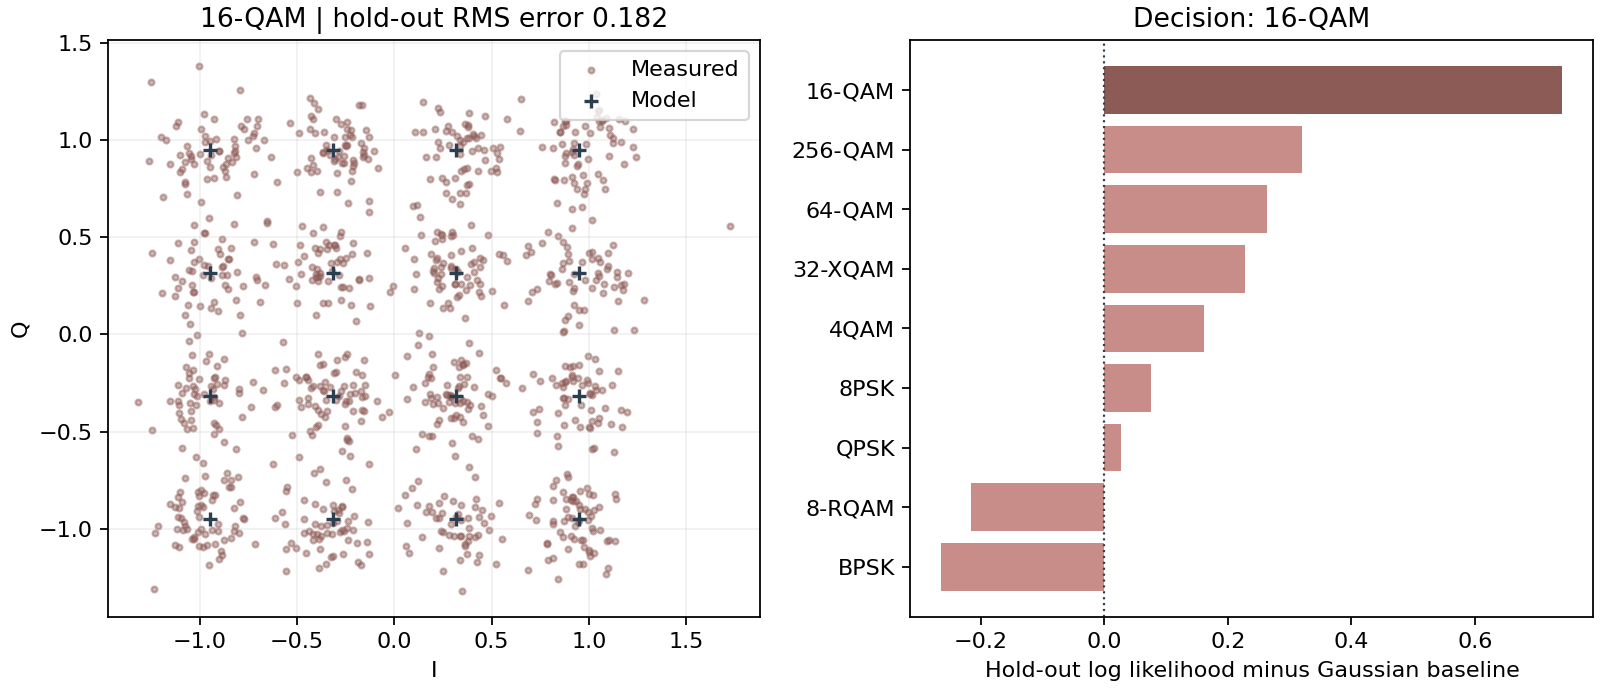 16-QAM | hold-out RMS error 0.182
Measured
Model
1.5
1.0
0.5
0.0
−0.5
−1.0
Q
−1.0
−0.5
0.0
0.5
1.0
1.5
I
Decision: 16-QAM
16-QAM
256-QAM
64-QAM
32-XQAM
4QAM
8PSK
QPSK
8-RQAM
BPSK
−0.2
0.0
0.2
0.4
0.6
Hold-out log likelihood minus Gaussian baseline